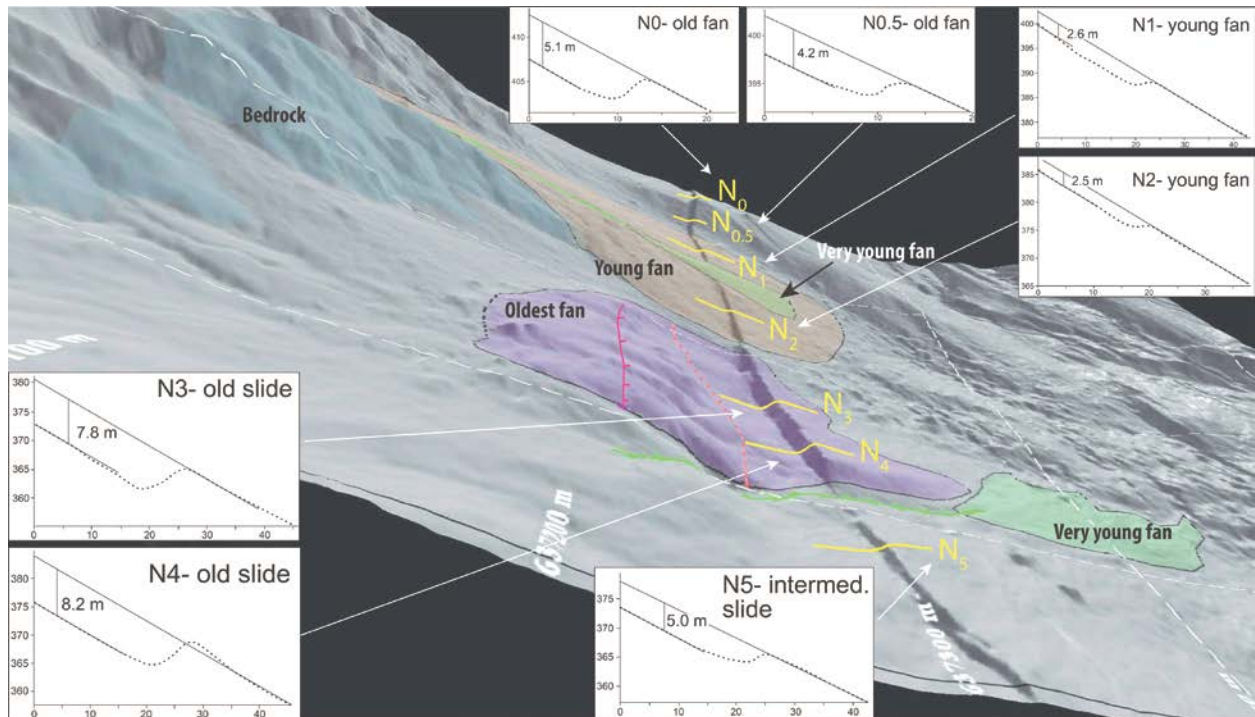 N0- old fan
5.1 m
410
405
0
10
20
N0.5- old fan
4.2 m
400
395
0
10
N1- young fan
2.6 m
400
395
390
385
380
375
0
10
20
30
40
N2- young fan
2.5 m
385
380
375
370
365
0
10
20
30
Bedrock
N0
N0.5
N1
Very young fan
Young fan
N2
Oldest fan
N3
N4
N3- old slide
7.8 m
380
375
370
365
360
355
0
10
20
30
40
N4- old slide
8.2 m
380
375
370
365
360
0
10
20
30
40
Very young fan
N5
63200 m
N5- intermed.
slide
5.0 m
375
370
365
360
0
10
20
30
40